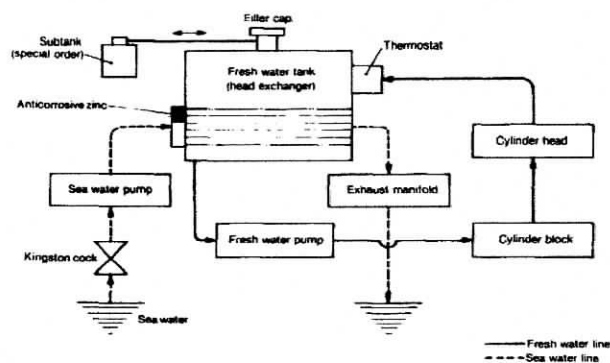 Filler cap.
Subtank
(special order)
Thermostat
Fresh water tank
(head exchanger)
Anticorrosive zinc
Cylinder head
Sea water pump
Exhaust manifold
Fresh water pump
Cylinder block
Kingston cock
Sea water
Fresh water line
Sea water line